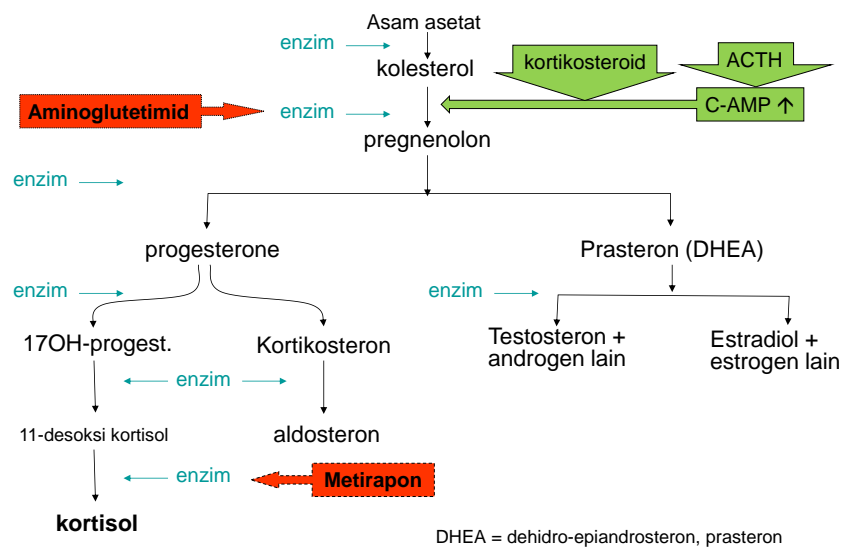 Asam asetat
enzim
kolesterol
kortikosteroid
ACTH
Aminoglutetimid
enzim
C-AMP ↑
pregnenolon
enzim
progesterone
Prasteron (DHEA)
enzim
enzim
17OH-progest.
Kortikosteron
Testosteron +
androgen lain
Estradiol +
estrogen lain
enzim
11-desoksi kortisol
aldosteron
enzim
Metirapon
kortisol
DHEA = dehidro-epiandrosteron, prasteron